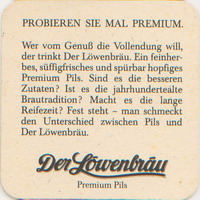 PROBIEREN SIE MAL PREMIUM.
Wer vom Genuß die Vollendung will,
der trinkt Der Löwenbräu. Ein feinher-
bes, süffigfrisches und spürbar hopfiges
Premium Pils. Sind es die besseren
Zutaten? Ist es die jahrhundertealte
Brautradition? Macht es die lange
Reifezeit? Fest steht – man schmeckt
den Unterschied zwischen Pils und
Der Löwenbräu.
Der Löwenbräu
Premium Pils